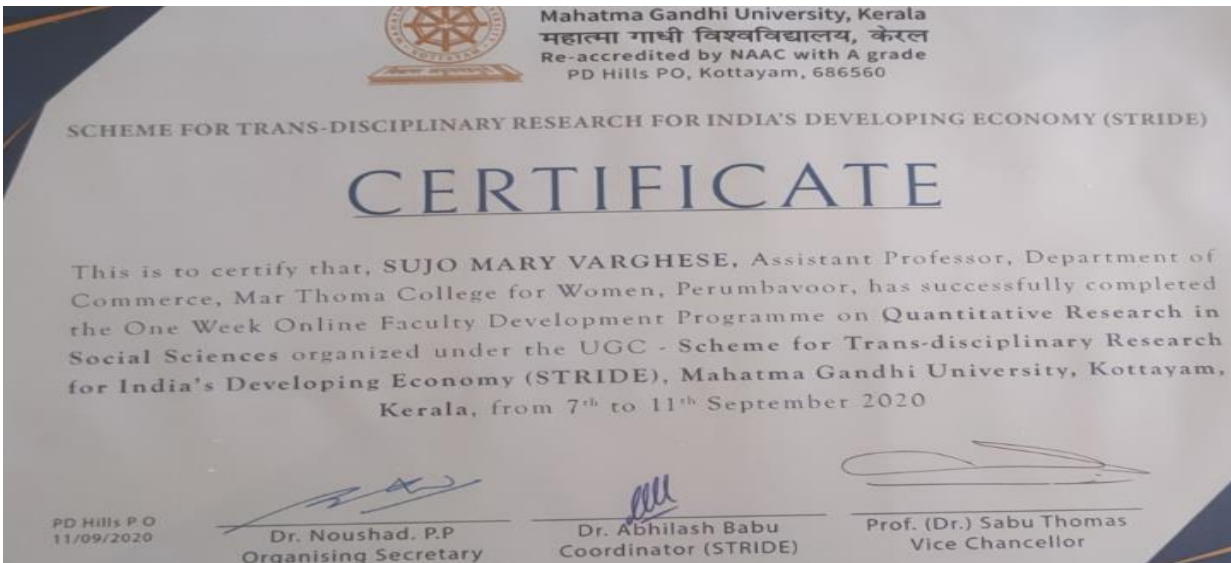 Mahatma Gandhi University, Kerala
महात्मा गाधी विश्वविद्यालय, केरल
Re-accredited by NAAC with A grade
PD Hills PO, Kottayam, 686560
SCHEME FOR TRANS-DISCIPLINARY RESEARCH FOR INDIA'S DEVELOPING ECONOMY (STRIDE)
CERTIFICATE
This is to certify that, SUJO MARY VARGHESE, Assistant Professor, Department of
Commerce, Mar Thoma College for Women, Perumbavoor, has successfully completed
the One Week Online Faculty Development Programme on Quantitative Research in
Social Sciences organized under the UGC - Scheme for Trans-disciplinary Research
for India's Developing Economy (STRIDE), Mahatma Gandhi University, Kottayam,
Kerala, from 7th to 11th September 2020
PD Hills P.O
11/09/2020
Dr. Noushad. P.P
Organising Secretary
Dr. Abhilash Babu
Coordinator (STRIDE)
Prof. (Dr.) Sabu Thomas
Vice Chancellor